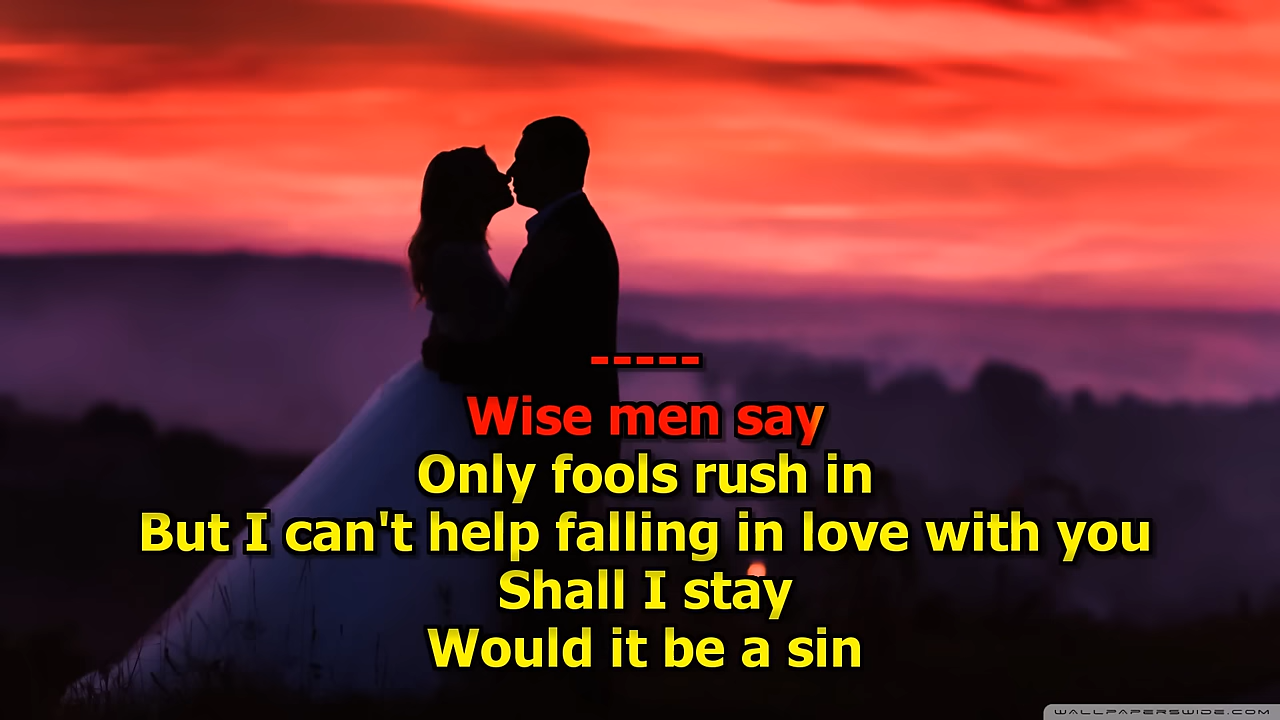 -----
Wise men say
Only fools rush in
But I can't help falling in love with you
Shall I stay
Would it be a sin
WALLPAPERSWIDE.COM